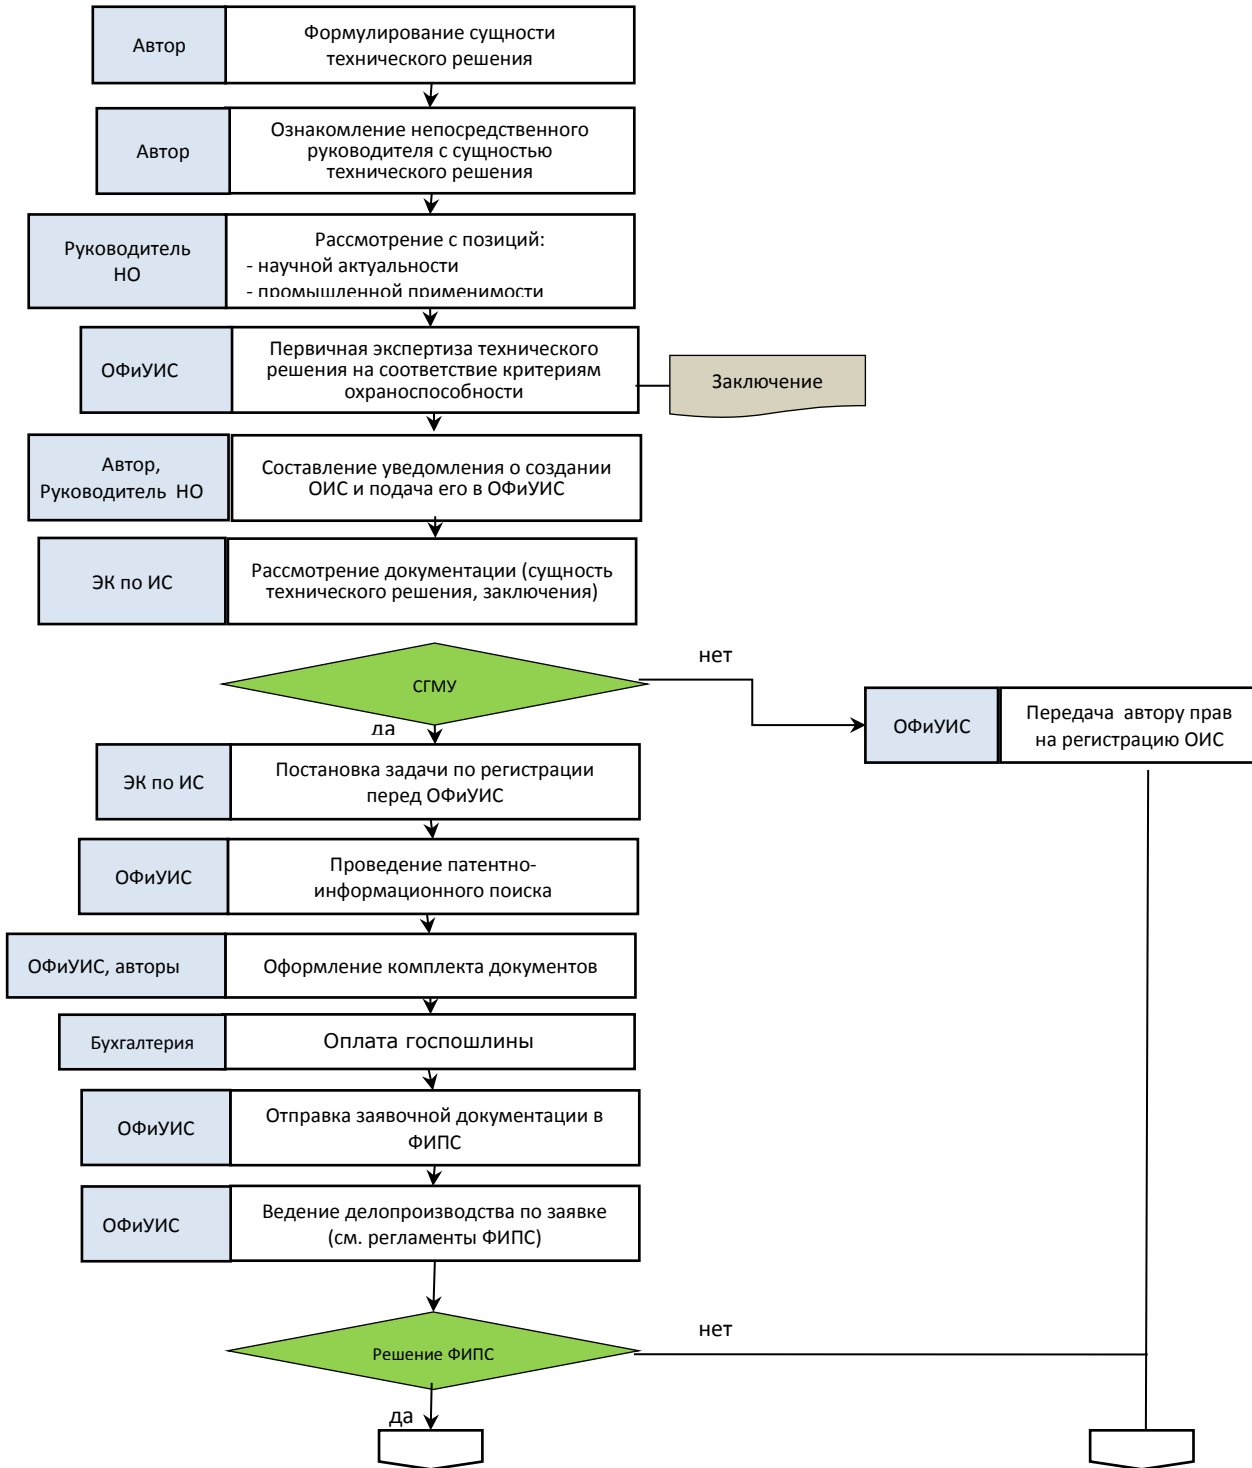 Автор
Формулирование сущности
технического решения
Автор
Ознакомление непосредственного
руководителя с сущностью
технического решения
Руководитель
НО
Рассмотрение с позиций:
- научной актуальности
- промышленной применимости
ОФиУИС
Первичная экспертиза технического
решения на соответствие критериям
охраноспособности
Заключение
Автор,
Руководитель НО
Составление уведомления о создании
ОИС и подача его в ОФиУИС
ЭК по ИС
Рассмотрение документации (сущность
технического решения, заключения)
СГМУ
нет
да
ОФиУИС
Передача автору прав
на регистрацию ОИС
ЭК по ИС
Постановка задачи по регистрации
перед ОФиУИС
ОФиУИС
Проведение патентно-
информационного поиска
ОФиУИС, авторы
Оформление комплекта документов
Бухгалтерия
Оплата госпошлины
ОФиУИС
Отправка заявочной документации в
ФИПС
ОФиУИС
Ведение делопроизводства по заявке
(см. регламенты ФИПС)
Решение ФИПС
нет
да